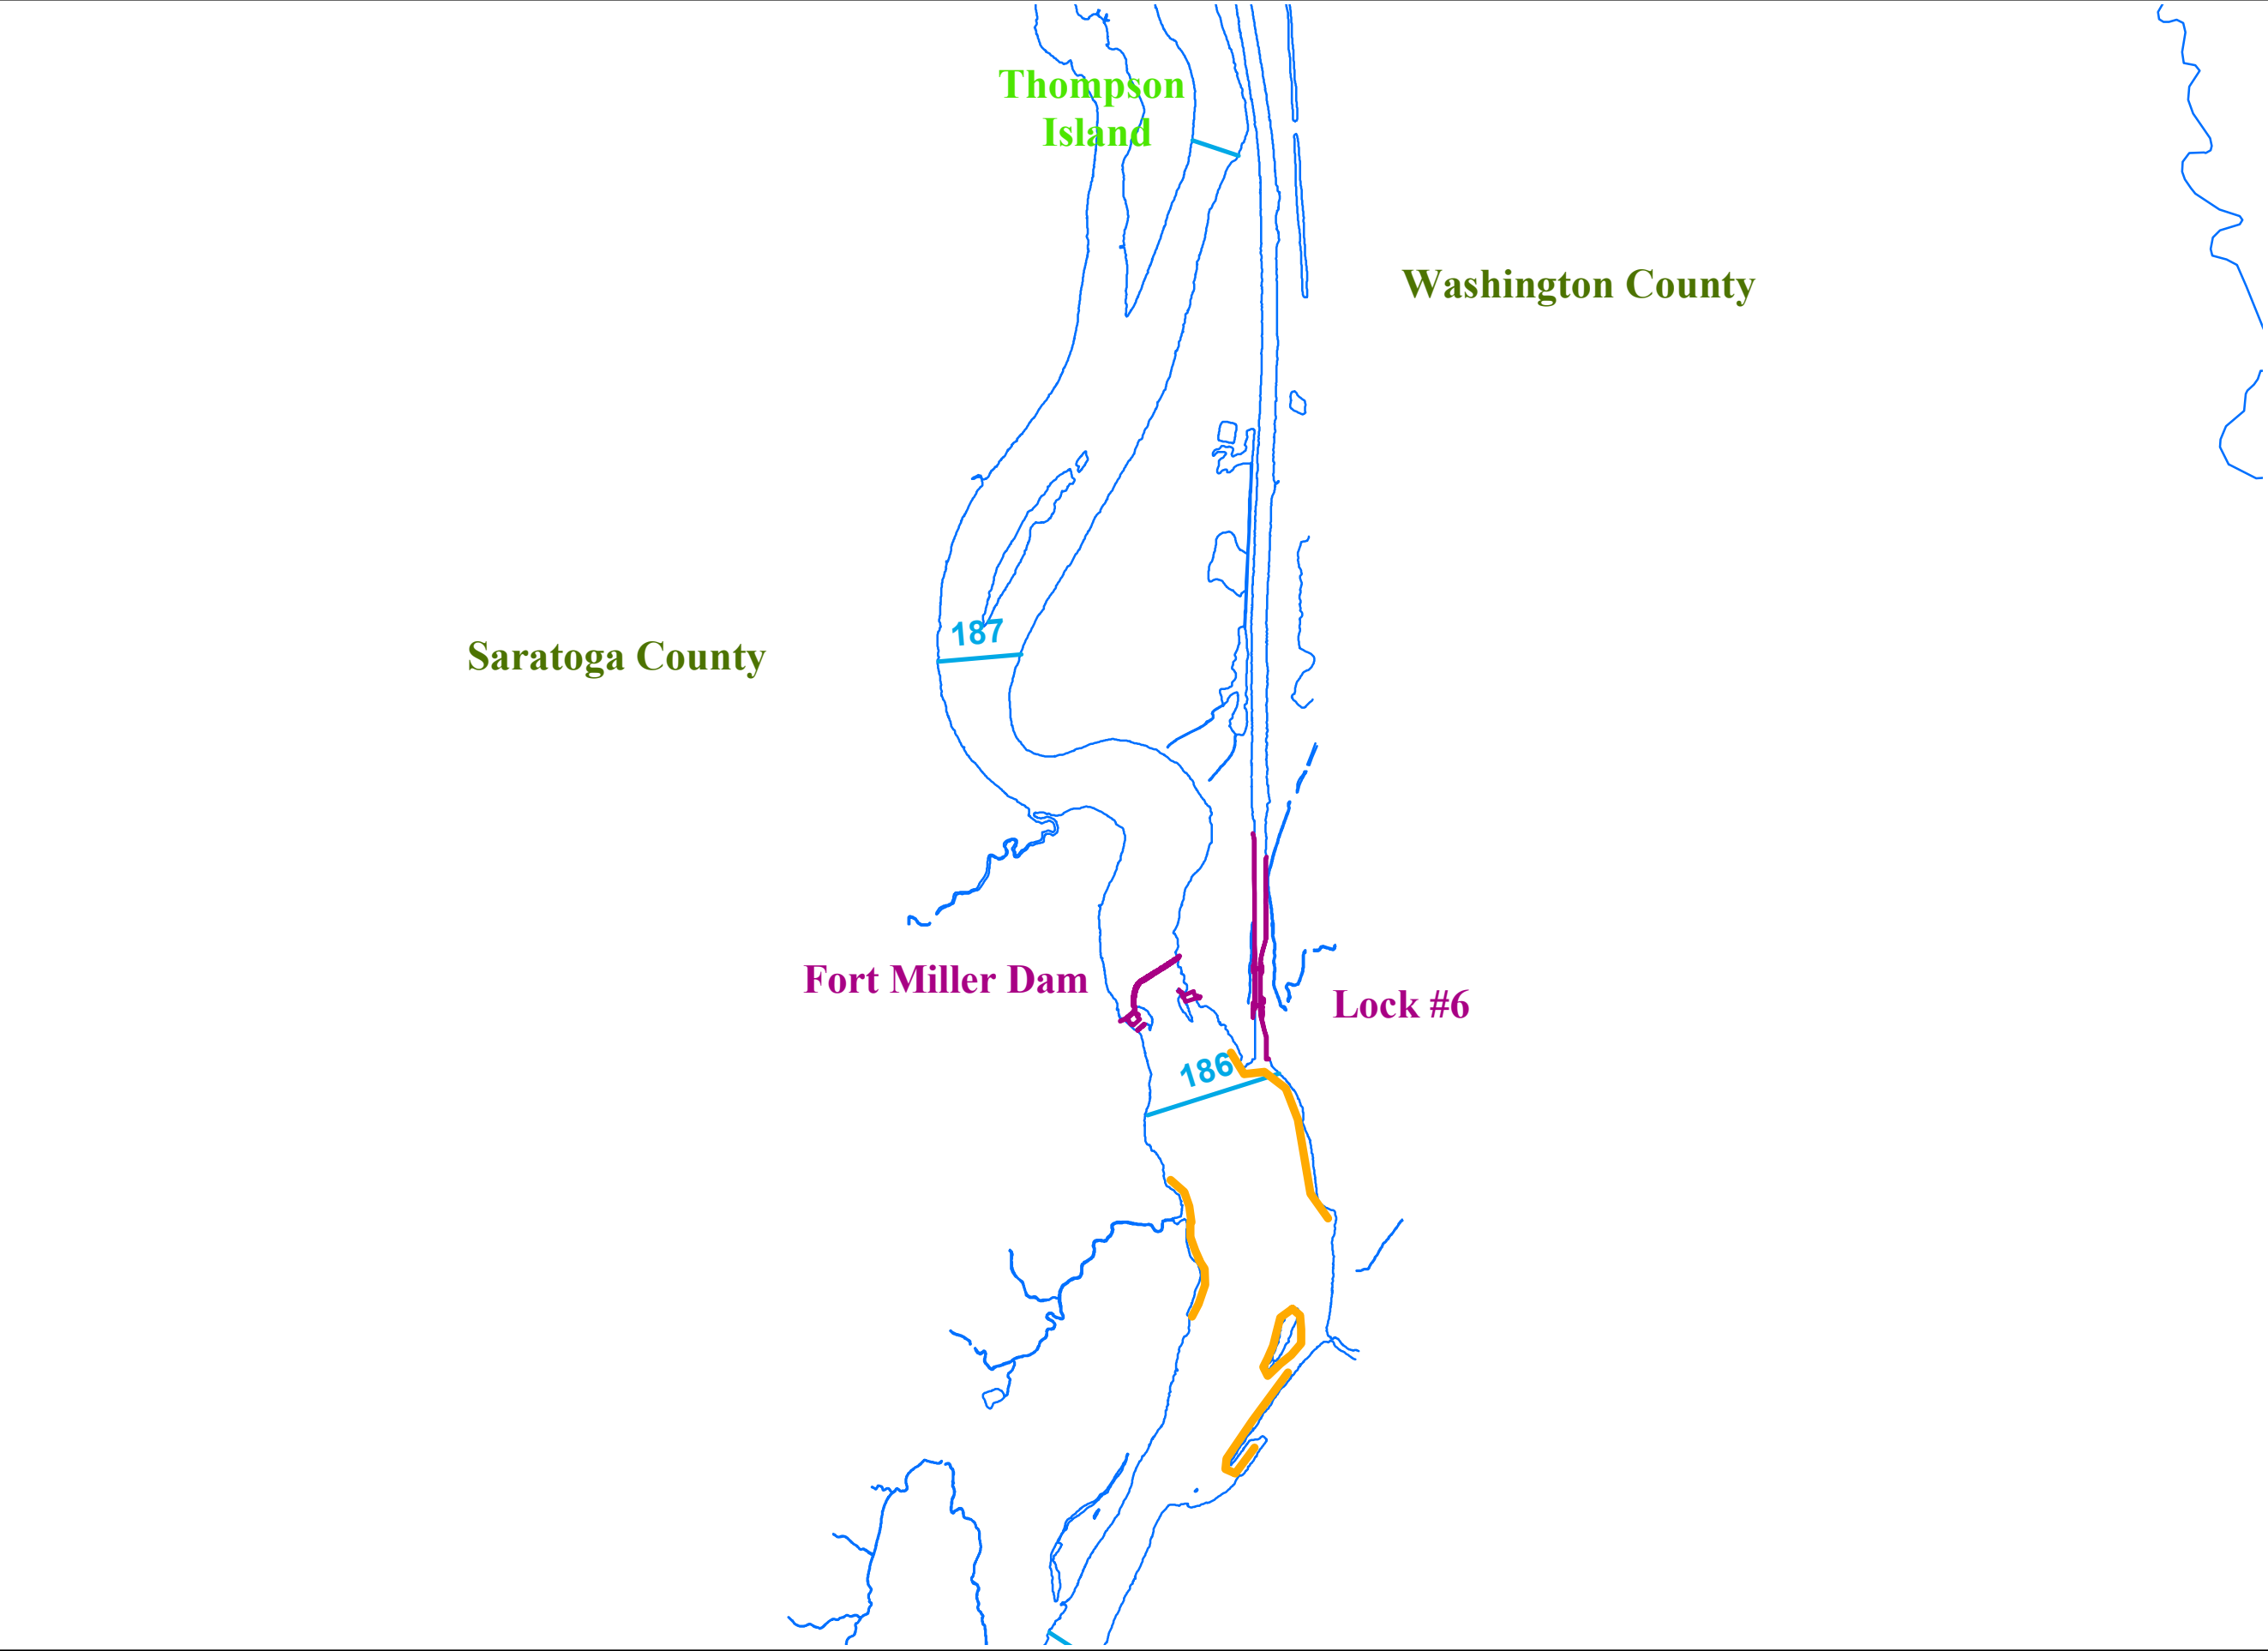 Thompson
Island
Washington County
187
Saratoga County
Fort Miller Dam
Lock #6
186